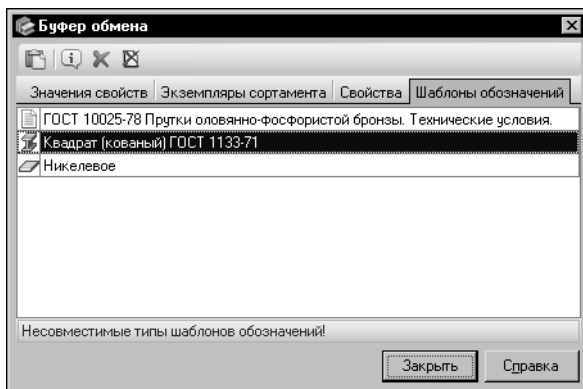 Буфер обмена
Значения свойств Экземпляры сортамента Свойства Шаблоны обозначений
ГОСТ 10025-78 Прутки оловянно-фосфористой бронзы. Технические условия.
Квадрат (кованый) ГОСТ 1133-71
Никелевое
Несовместимые типы шаблонов обозначений!
Закрыть Справка